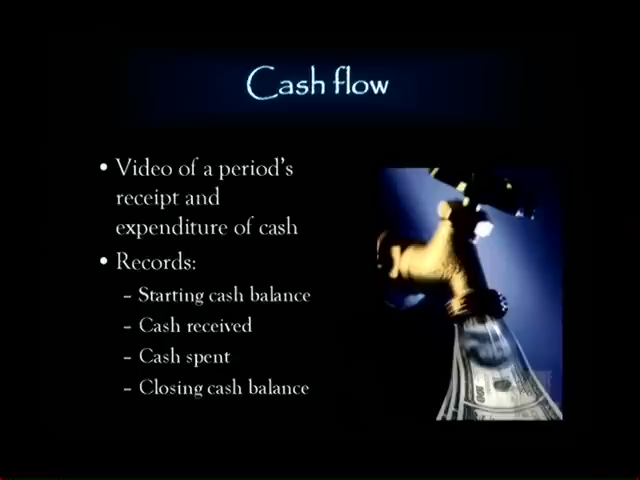 Cash flow
• Video of a period's
receipt and
expenditure of cash
• Records:
– Starting cash balance
– Cash received
– Cash spent
– Closing cash balance